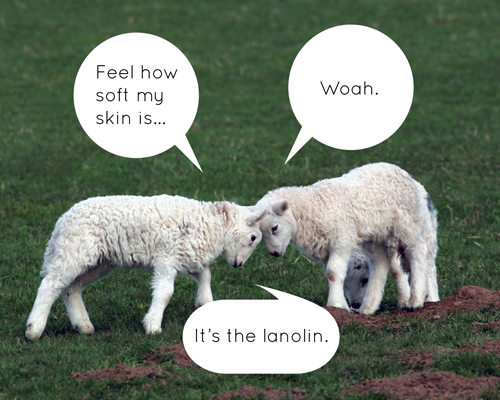 Feel how
soft my
skin is...
Woah.
It's the lanolin.